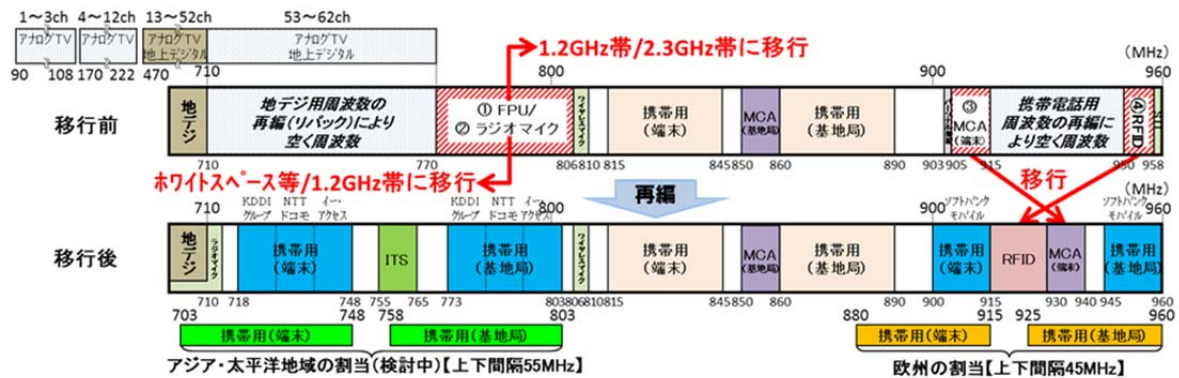 1～3ch 4～12ch 13～52ch 53～62ch
アナログTV アナログTV アナログTV アナログTV
地上デジタル 地上デジタル
90 108 170 222 470 710
1.2GHz帯/2.3GHz帯に移行
800 900 (MHz) 960
移行前
地デジ
地デジ用周波数の
再編(リパック)により
空く周波数
① FPU/
② ラジオマイク
ワイヤレスマイク
携帯用
(端末)
MCA
(基地局)
携帯用
(基地局)
③
MCA
(端末)
携帯電話用
周波数の再編に
より空く周波数
④RFID
710 770 806 810 815 845 850 860 890 903 905 915 950 958
ホワイトスペース等/1.2GHz帯に移行
再編
移行
710 800 900 (MHz) 960
KDDI
グループ
NTT
ドコモ
イー・
アクセス
KDDI
グループ
NTT
ドコモ
イー・
アクセス
ソフトバンク
モバイル
ソフトバンク
モバイル
移行後
地デジ
ラジオマイク
携帯用
(端末)
ITS
携帯用
(基地局)
ワイヤレスマイク
携帯用
(端末)
MCA
(基地局)
携帯用
(基地局)
携帯用
(端末)
RFID
MCA
(端末)
携帯用
(基地局)
710 718 748 755 765 773 803 806 810 815 845 850 860 890 900 915 930 940 945 960
703 748 758 803 880 915 925 960
携帯用(端末) 携帯用(基地局) 携帯用(端末) 携帯用(基地局)
アジア・太平洋地域の割当(検討中)【上下間隔55MHz】 欧州の割当【上下間隔45MHz】